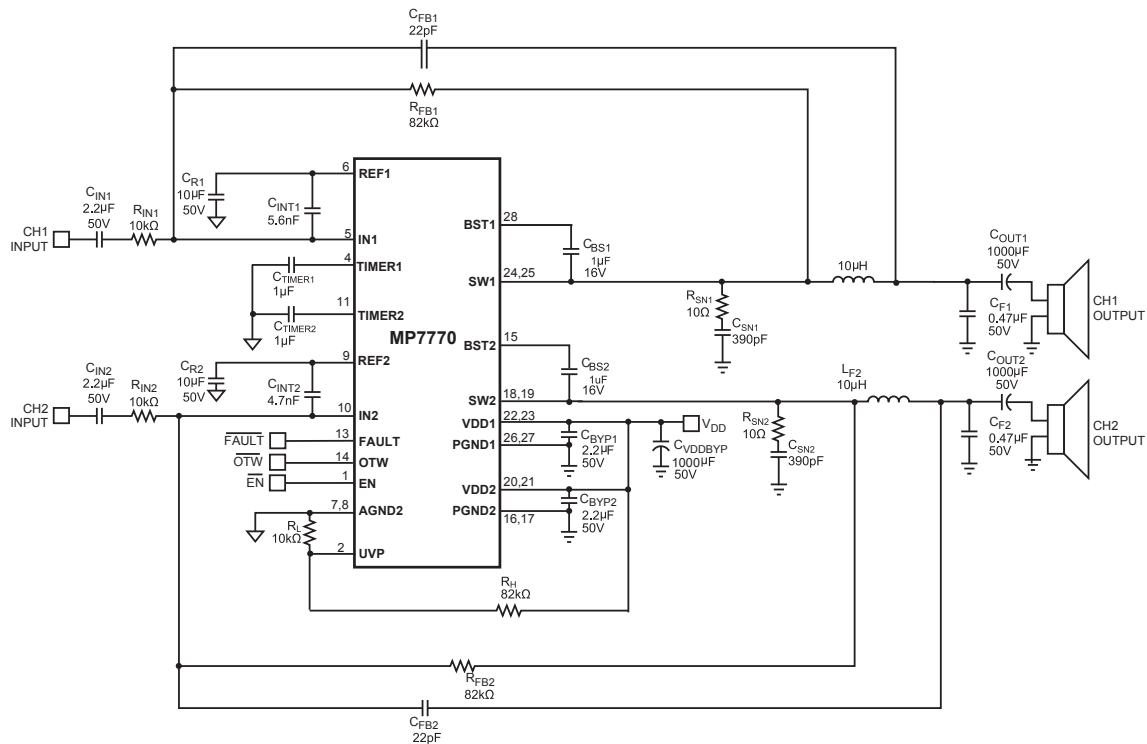 CFB1
22pF
RFB1
82kΩ
CR1
10µF
50V
CINT1
5.6nF
CIN1
2.2µF
50V
RIN1
10kΩ
CH1
INPUT
6
REF1
5
IN1
4
TIMER1
CTIMER1
1µF
11
TIMER2
CTIMER2
1µF
MP7770
9
REF2
CR2
10µF
50V
CINT2
4.7nF
CIN2
2.2µF
50V
RIN2
10kΩ
CH2
INPUT
10
IN2
FAULT
13
FAULT
OTW
14
OTW
EN
1
EN
7,8
AGND2
RL
10kΩ
2
UVP
BST1
28
CBS1
1µF
16V
SW1
24,25
RSN1
10Ω
CSN1
390pF
10µH
COUT1
1000µF
50V
CF1
0.47µF
50V
CH1
OUTPUT
BST2
15
CBS2
1uF
16V
SW2
18,19
LF2
10µH
COUT2
1000µF
50V
CF2
0.47µF
50V
CH2
OUTPUT
RSN2
10Ω
CSN2
390pF
VDD1
22,23
VDD
CBYP1
2.2µF
50V
CVDDBYP
1000µF
50V
PGND1
26,27
VDD2
20,21
CBYP2
2.2µF
50V
PGND2
16,17
RH
82kΩ
RFB2
82kΩ
CFB2
22pF